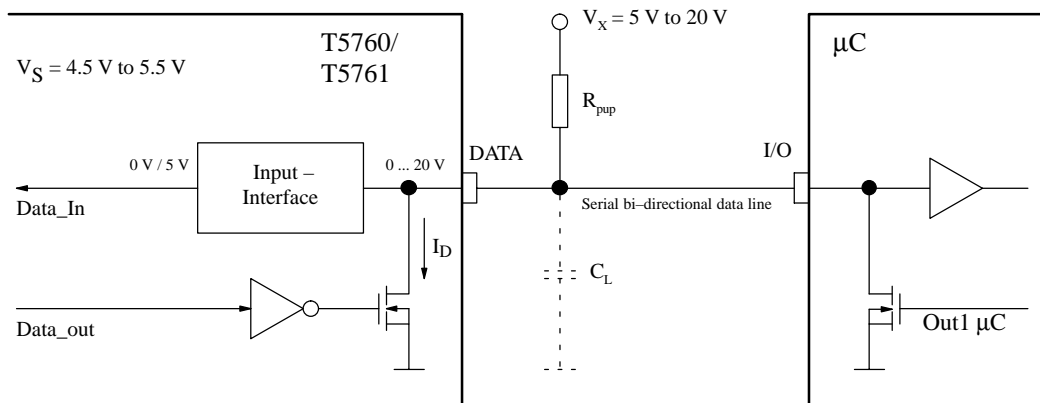 V_X = 5 V to 20 V
T5760/
T5761
μC
V_S = 4.5 V to 5.5 V
R_pup
0 V / 5 V
Input –
Interface
0 ... 20 V
DATA
I/O
Data_In
Serial bi–directional data line
I_D
C_L
Data_out
Out1 μC